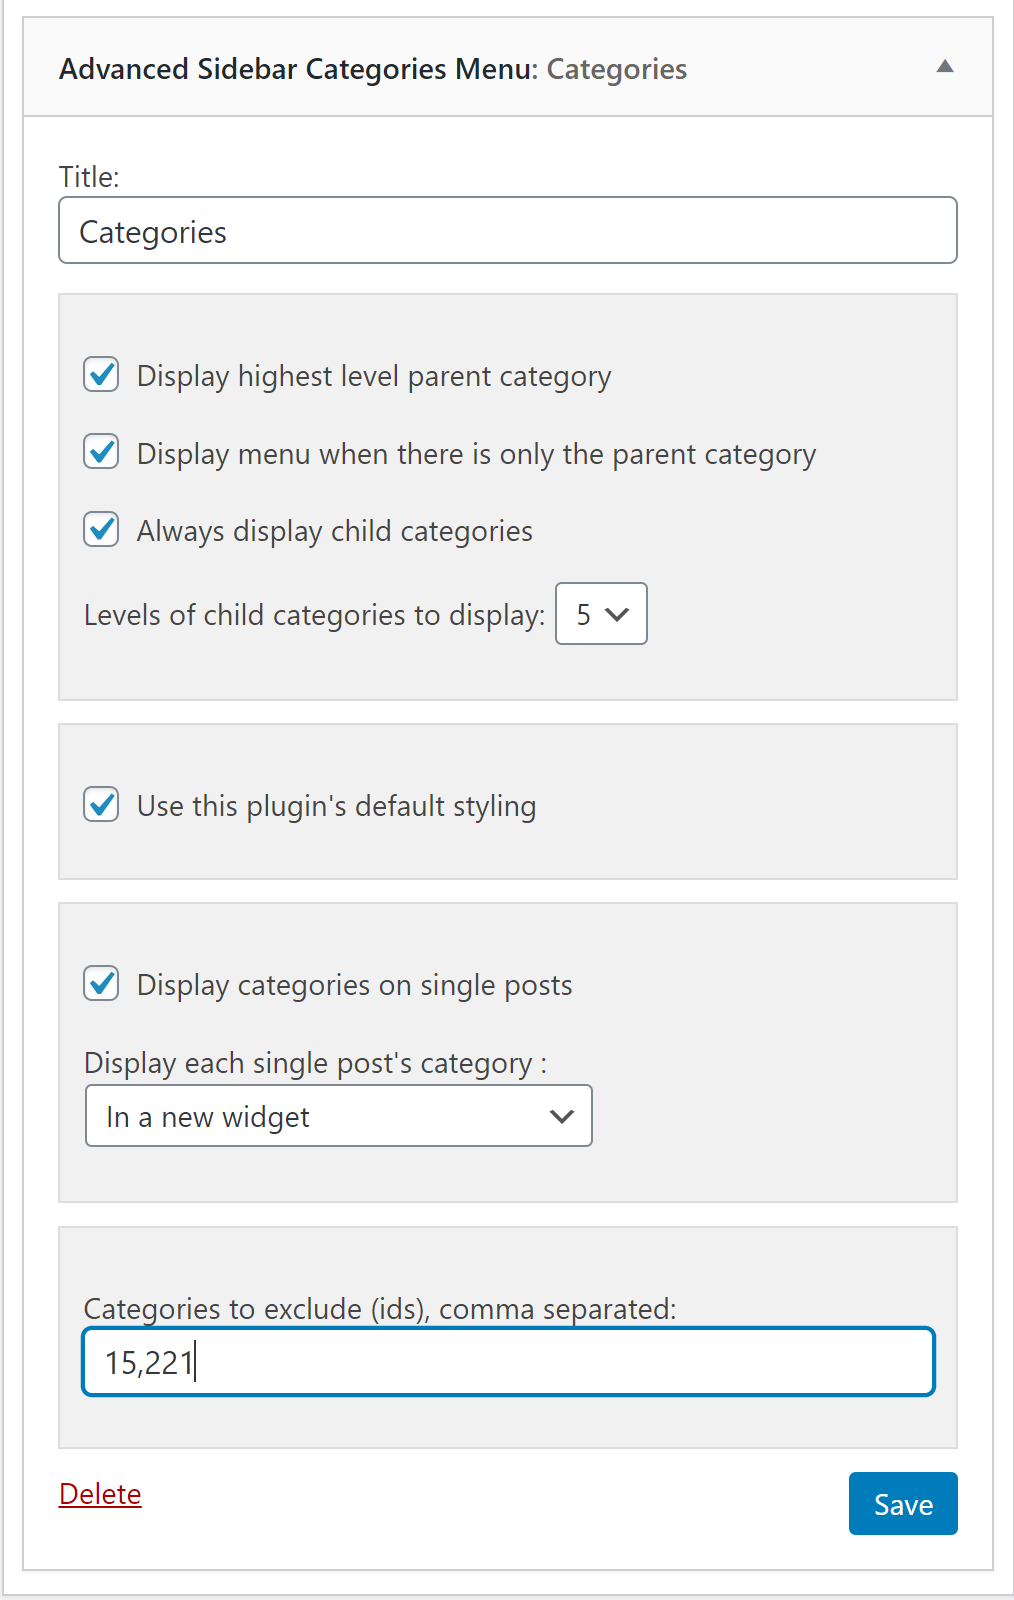 Advanced Sidebar Categories Menu: Categories
Title:
Categories
Display highest level parent category
Display menu when there is only the parent category
Always display child categories
Levels of child categories to display: 5
Use this plugin's default styling
Display categories on single posts
Display each single post's category :
In a new widget
Categories to exclude (ids), comma separated:
15,221
Delete
Save